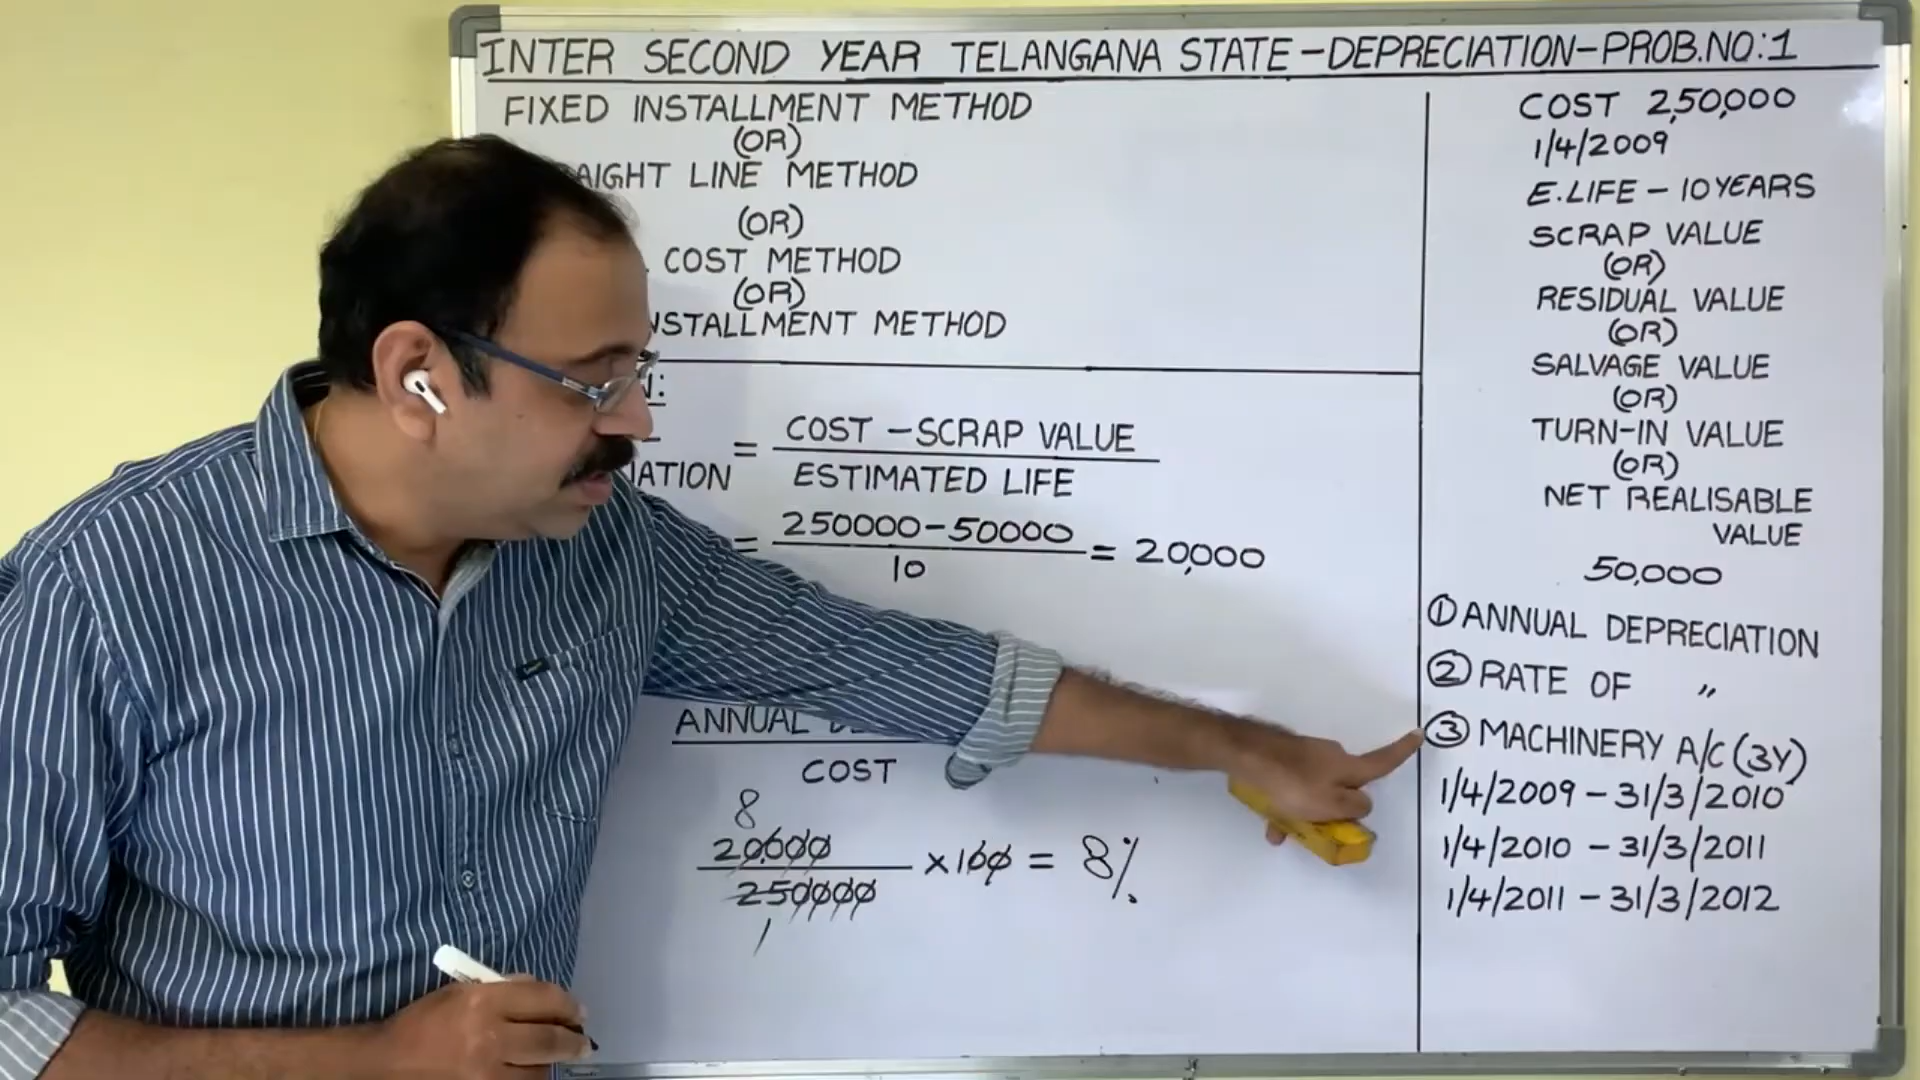 INTER SECOND YEAR TELANGANA STATE-DEPRECIATION-PROB.NO:1
FIXED INSTALLMENT METHOD
(OR)
AIGHT LINE METHOD
(OR)
COST METHOD
(OR)
NSTALLMENT METHOD
N:
IATION = COST - SCRAP VALUE
ESTIMATED LIFE
= 250000-50000 = 20,000
10
ANNUAL
COST
8
20,000 ×100 = 8%
250000
1
COST 2,50,000
1/4/2009
E.LIFE - 10 YEARS
SCRAP VALUE
(OR)
RESIDUAL VALUE
(OR)
SALVAGE VALUE
(OR)
TURN-IN VALUE
(OR)
NET REALISABLE
VALUE
50,000
① ANNUAL DEPRECIATION
② RATE OF "
③ MACHINERY A/C (3Y)
1/4/2009 - 31/3/2010
1/4/2010 - 31/3/2011
1/4/2011 - 31/3/2012